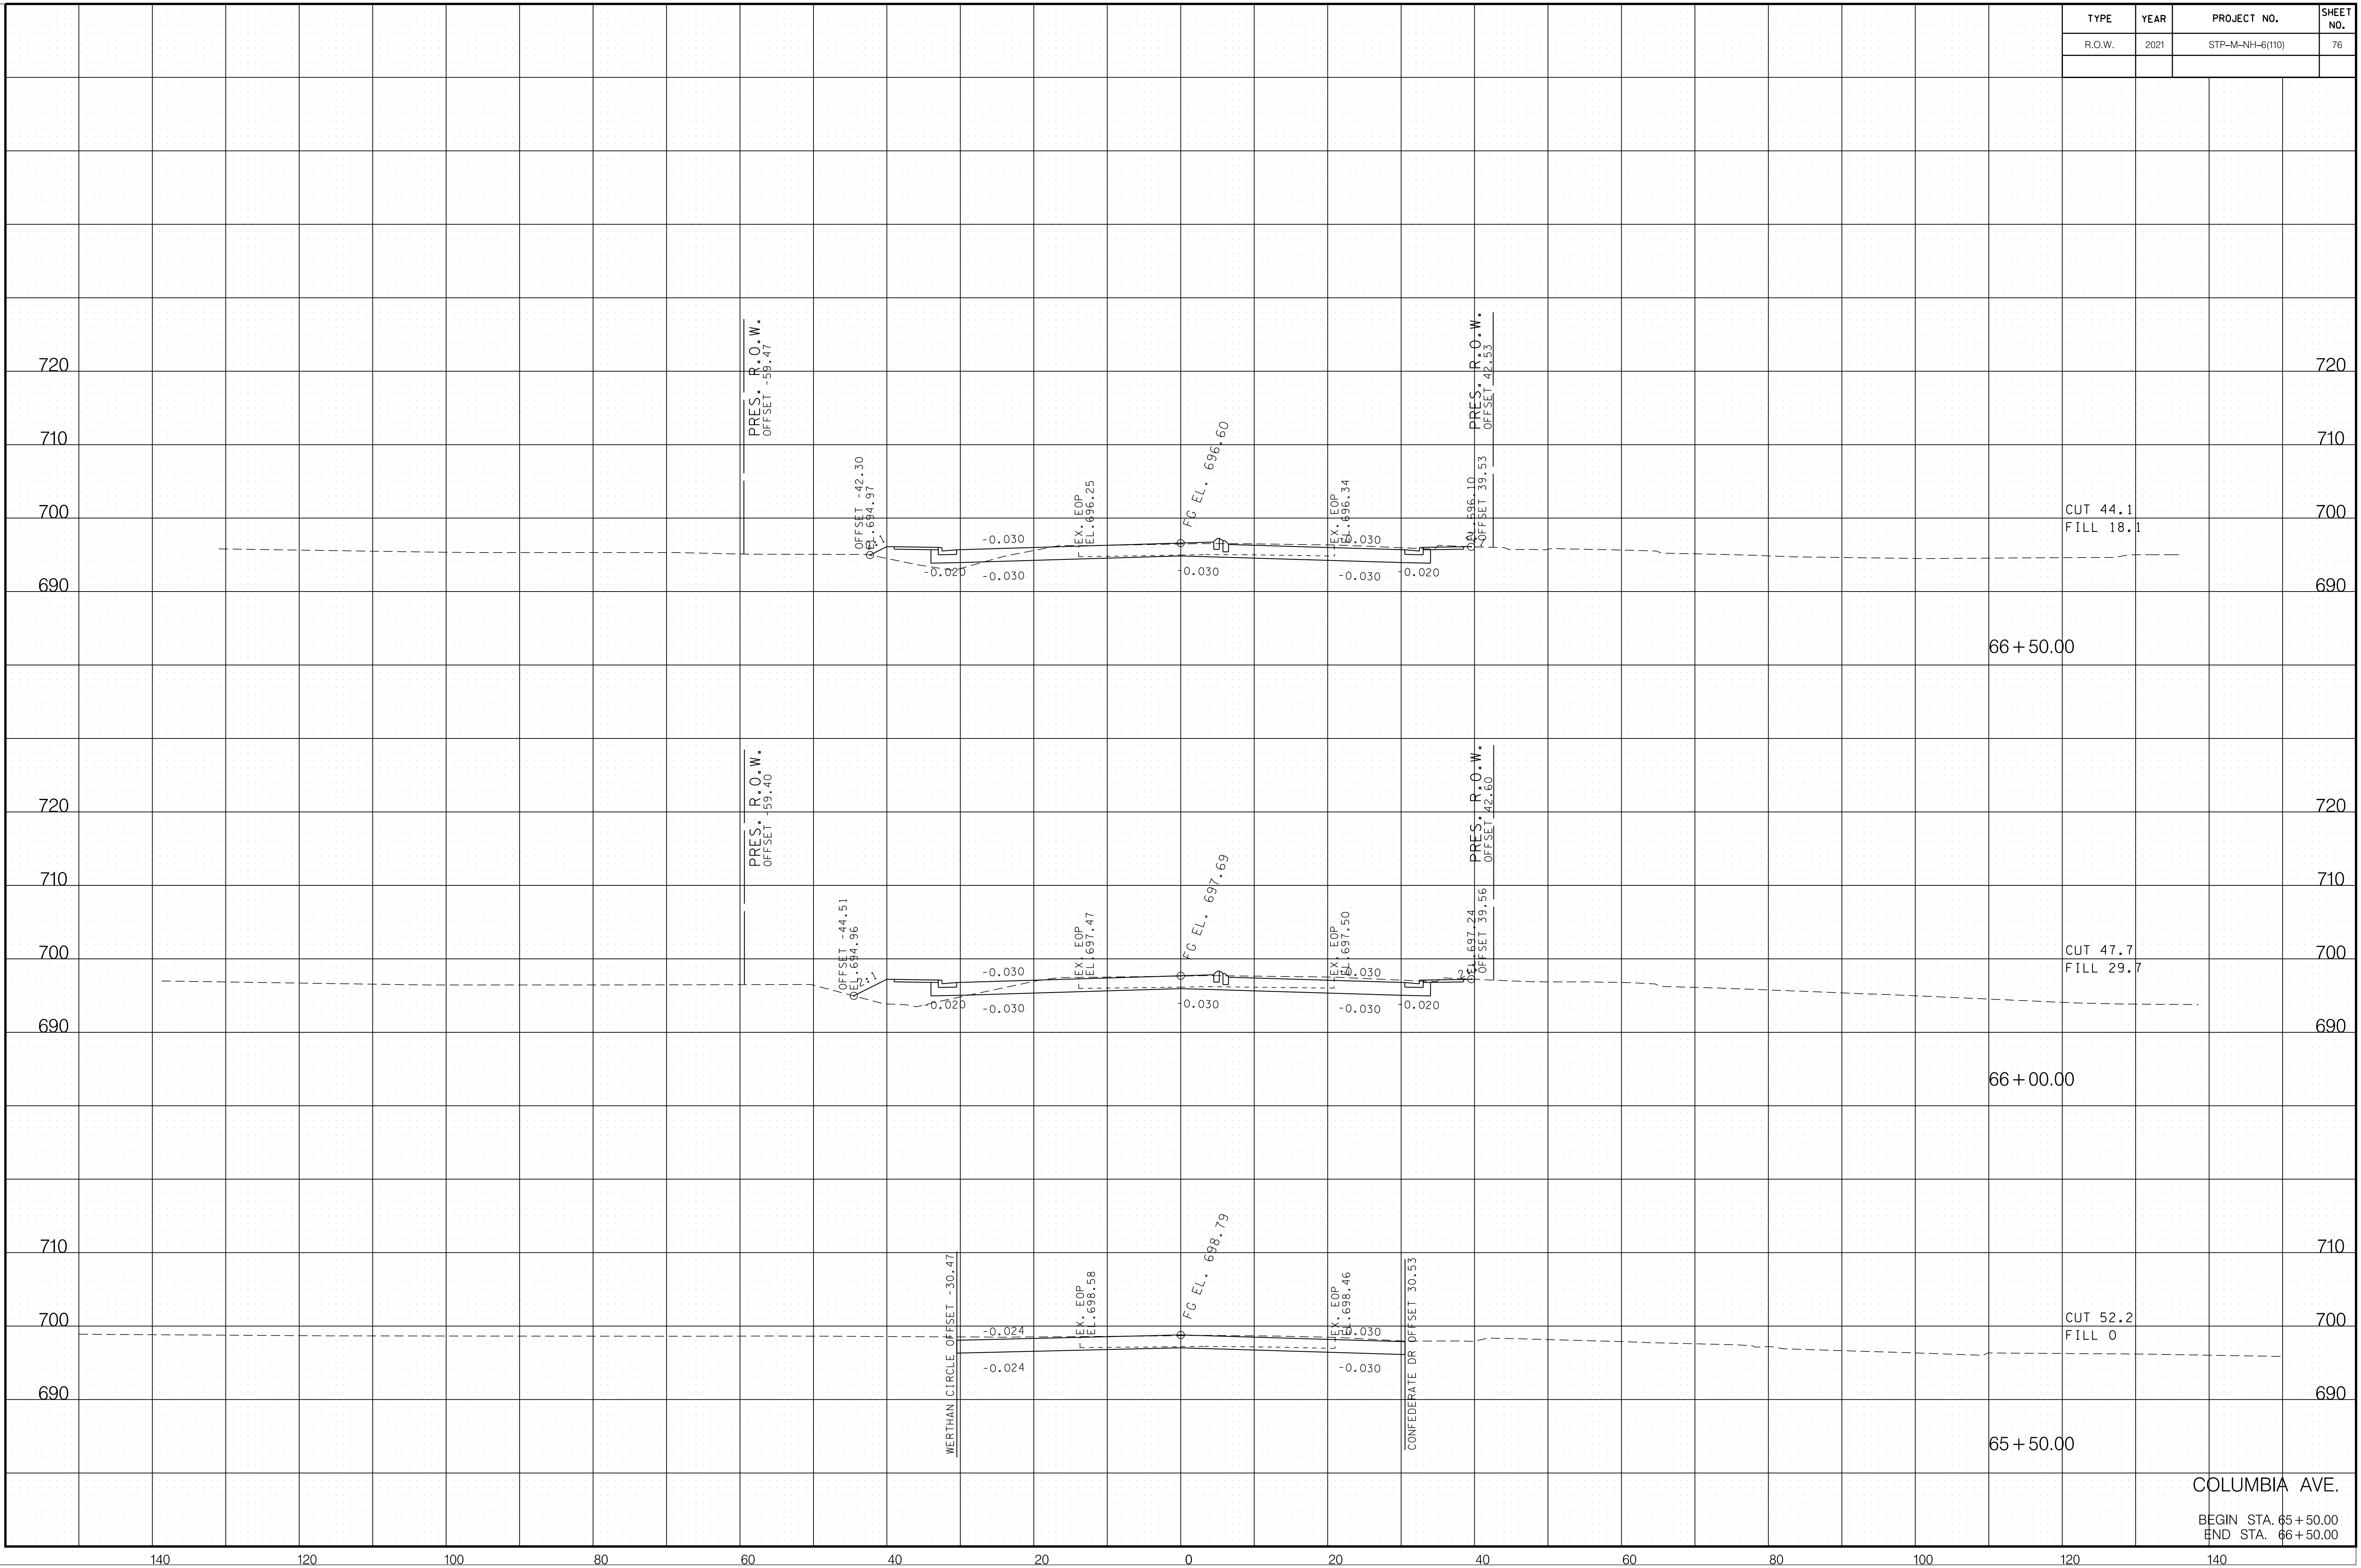 TYPE YEAR PROJECT NO. SHEET NO.
R.O.W. 2021 STP-M-NH-6(110) 76
PRES. R.O.W.
OFFSET -59.47
PRES. R.O.W.
OFFSET 42.53
720 720
710 710
700 700
690 690
OFFSET -42.30
EL.694.97
EX. EOP
EL.696.25
FG EL. 696.60
EX. EOP
EL.696.34
EL.696.10
OFFSET 39.53
-0.030 -0.030
-0.020 -0.030 -0.030 -0.030 -0.020
CUT 44.1
FILL 18.1
66+50.00
PRES. R.O.W.
OFFSET -59.40
PRES. R.O.W.
OFFSET 42.60
720 720
710 710
700 700
690 690
OFFSET -44.51
EL.694.96
2:1
EX. EOP
EL.697.47
FG EL. 697.69
EX. EOP
EL.697.50
EL.697.24
OFFSET 39.56
-0.030 -0.030
-0.020 -0.030 -0.030 -0.030 -0.020
CUT 47.7
FILL 29.7
66+00.00
710 710
700 700
690 690
WERTHAN CIRCLE OFFSET -30.47
EX. EOP
EL.698.58
FG EL. 698.79
EX. EOP
EL.698.46
CONFEDERATE DR OFFSET 30.53
-0.024 -0.030
-0.024 -0.030
CUT 52.2
FILL 0
65+50.00
COLUMBIA AVE.
BEGIN STA. 65+50.00
END STA. 66+50.00
140 120 100 80 60 40 20 0 20 40 60 80 100 120 140